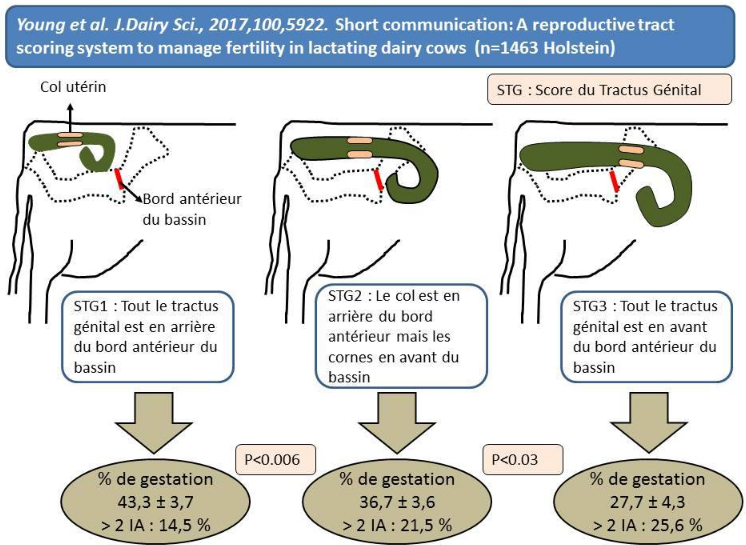 Young et al. J.Dairy Sci., 2017,100,5922. Short communication: A reproductive tract
scoring system to manage fertility in lactating dairy cows (n=1463 Holstein)
Col utérin
STG : Score du Tractus Génital
Bord antérieur
du bassin
STG1 : Tout le tractus
génital est en arrière
du bord antérieur du
bassin
STG2 : Le col est en
arrière du bord
antérieur mais les
cornes en avant du
bassin
STG3 : Tout le tractus
génital est en avant
du bord antérieur du
bassin
P<0.006
P<0.03
% de gestation
43,3 ± 3,7
> 2 IA : 14,5 %
% de gestation
36,7 ± 3,6
> 2 IA : 21,5 %
% de gestation
27,7 ± 4,3
> 2 IA : 25,6 %